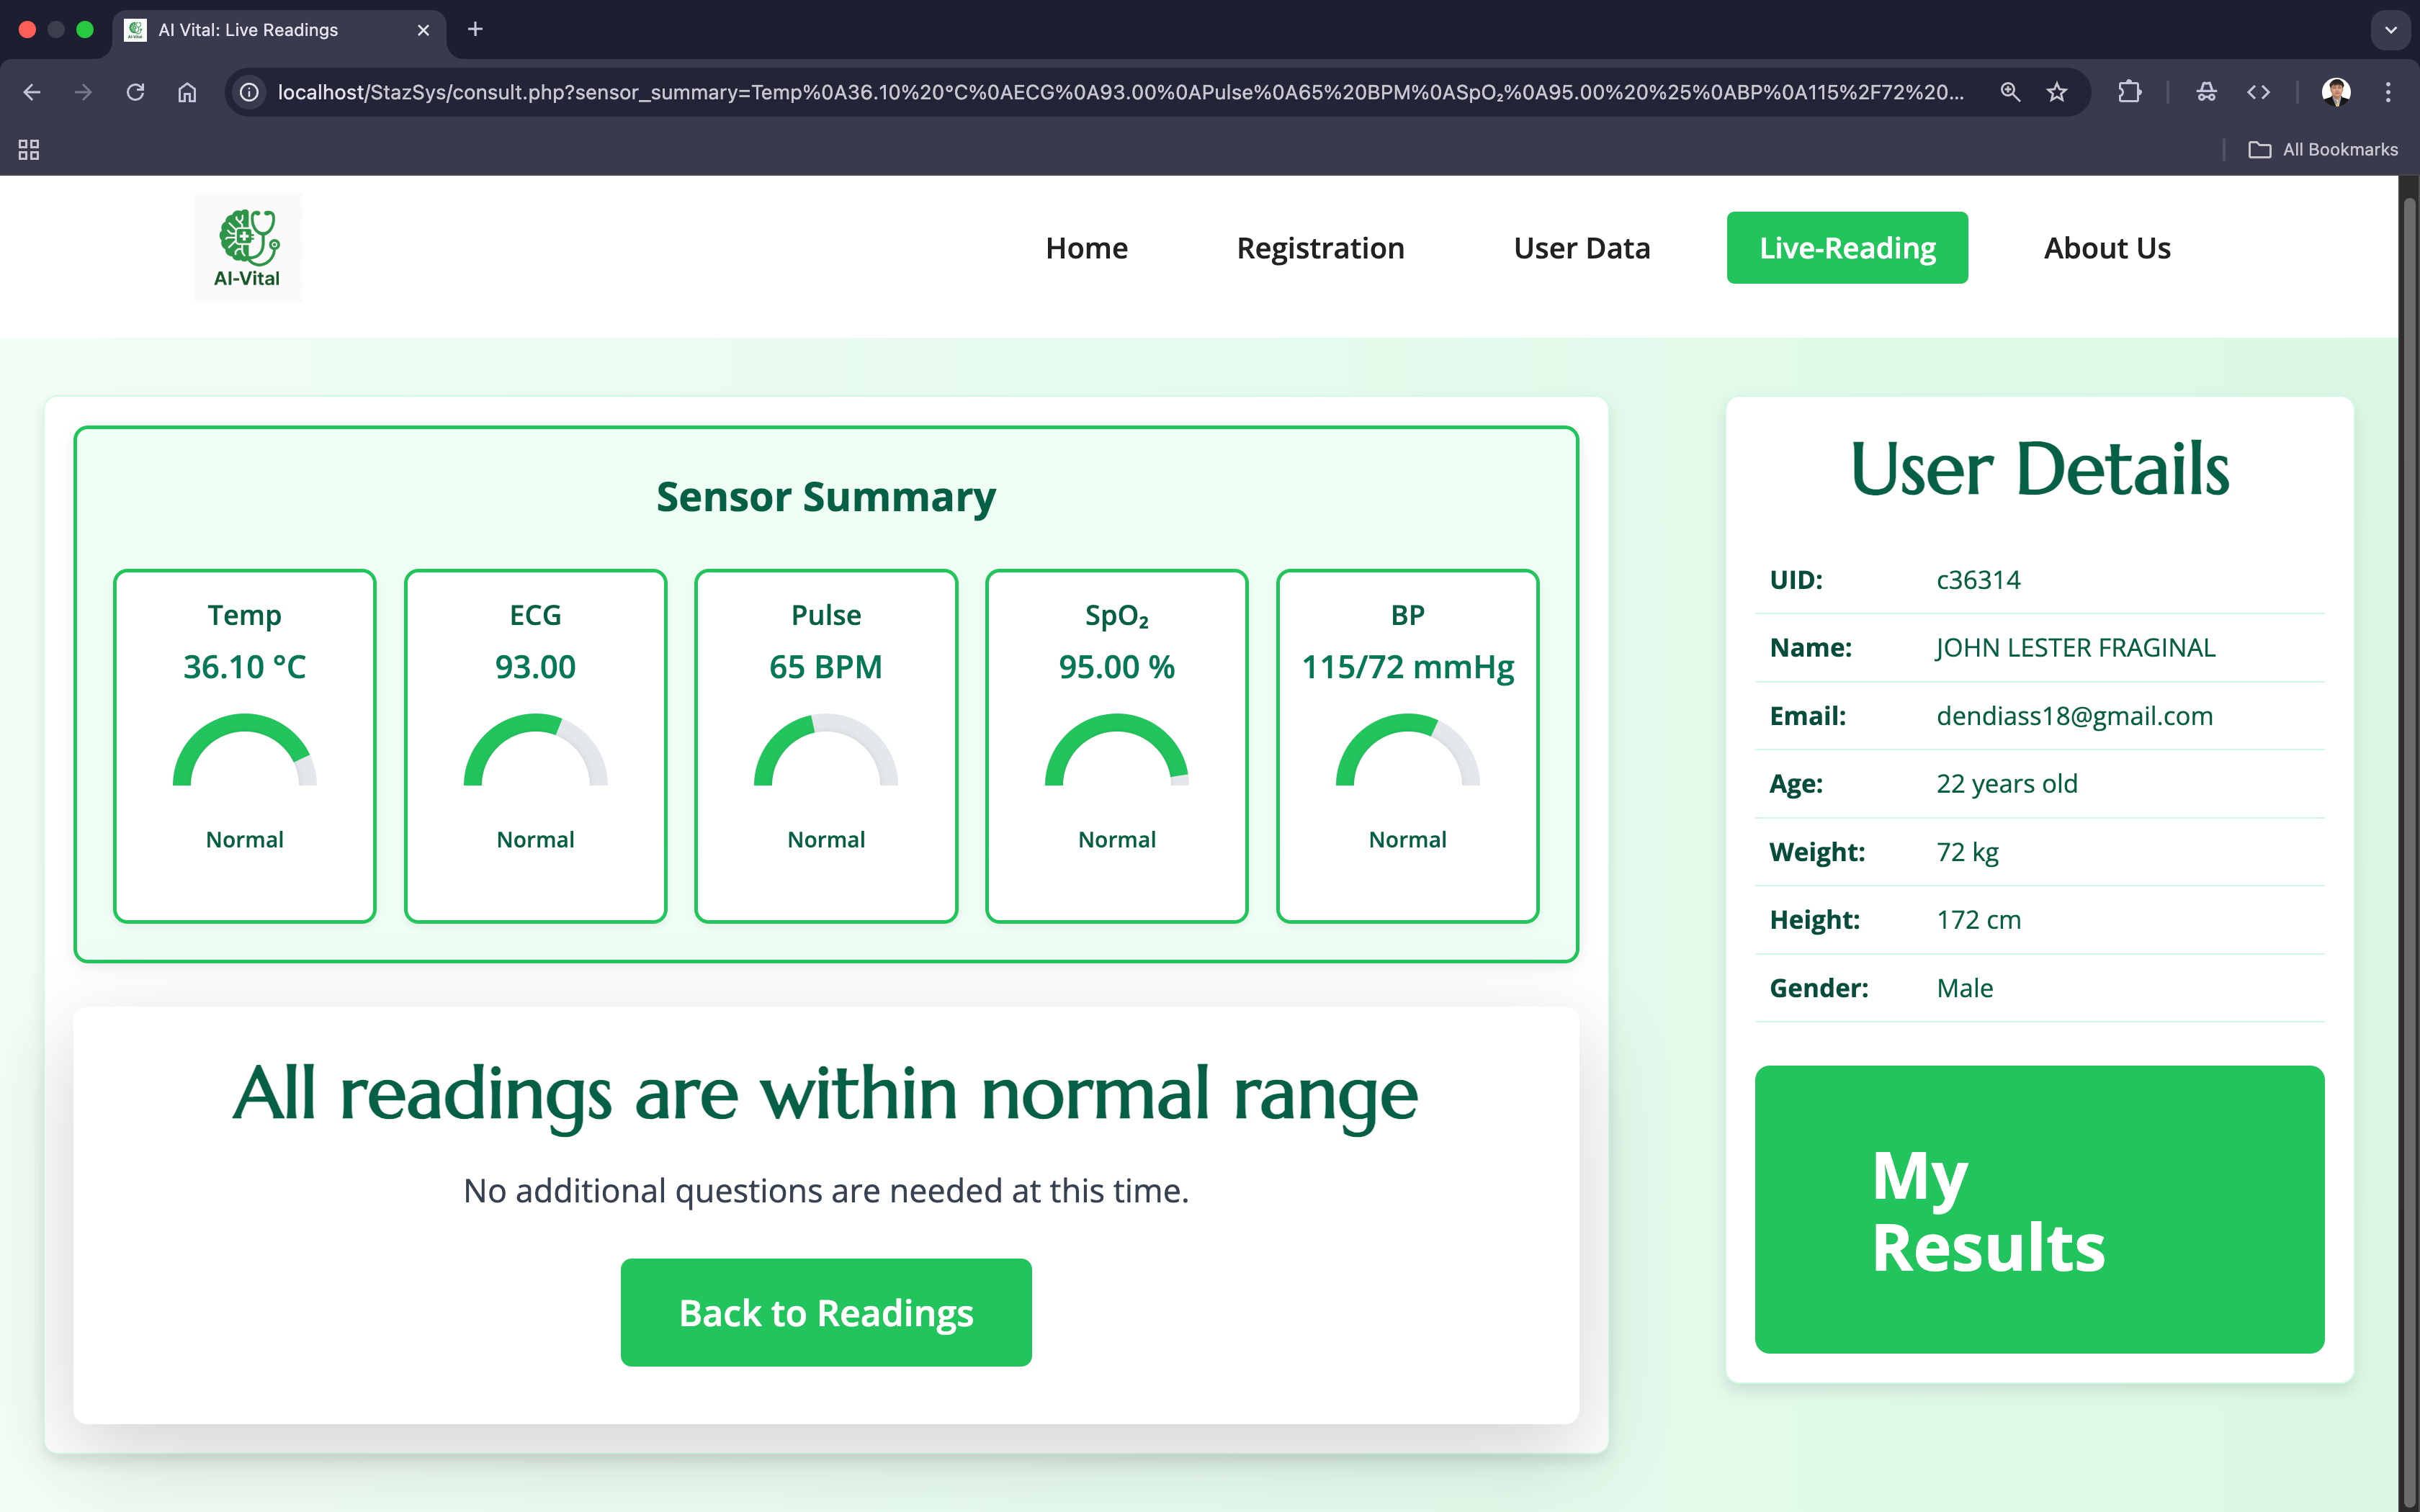 AI Vital: Live Readings
localhost/StazSys/consult.php?sensor_summary=Temp%0A36.10%20°C%0AECG%0A93.00%0APulse%0A65%20BPM%0ASpO₂%0A95.00%20%25%0ABP%0A115%2F72%20...
All Bookmarks
AI-Vital
Home
Registration
User Data
Live-Reading
About Us
Sensor Summary
Temp
36.10 °C
Normal
ECG
93.00
Normal
Pulse
65 BPM
Normal
SpO₂
95.00 %
Normal
BP
115/72 mmHg
Normal
All readings are within normal range
No additional questions are needed at this time.
Back to Readings
User Details
UID: c36314
Name: JOHN LESTER FRAGINAL
Email: dendiass18@gmail.com
Age: 22 years old
Weight: 72 kg
Height: 172 cm
Gender: Male
My
Results